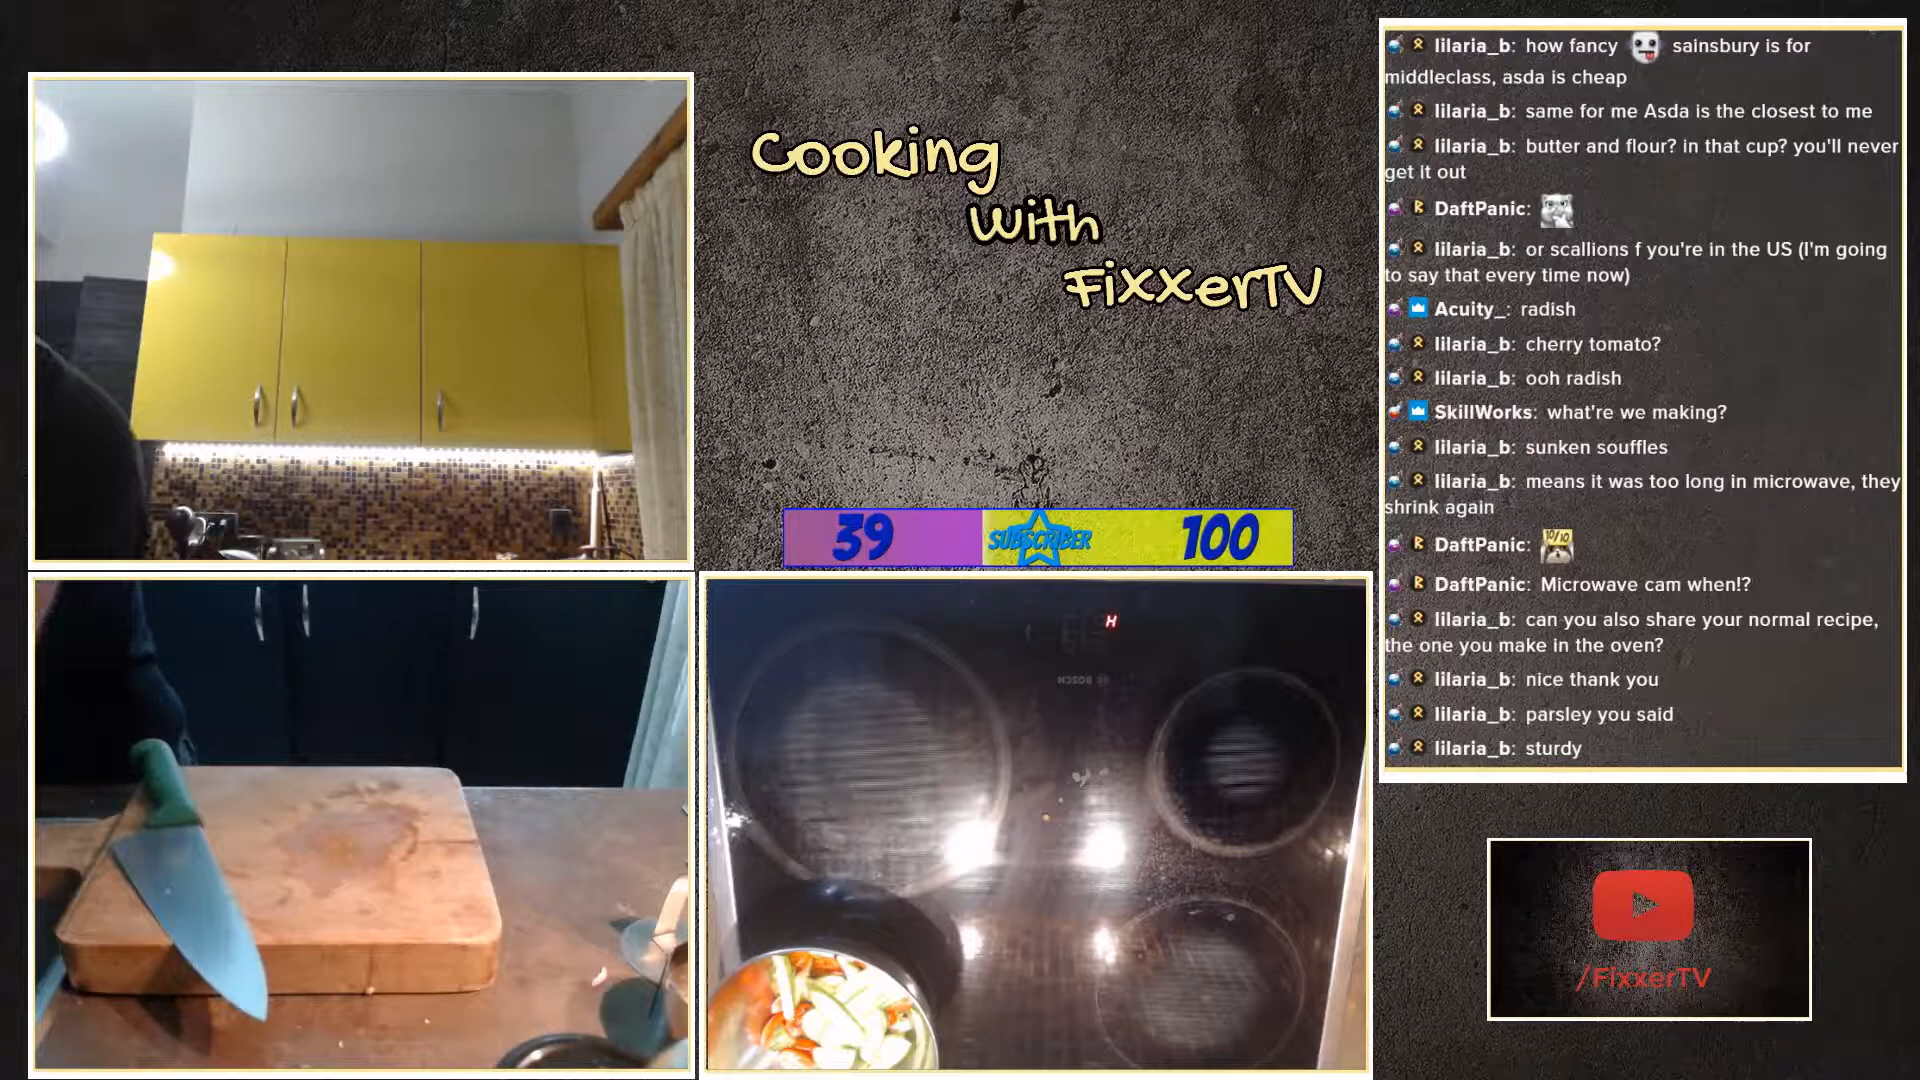 Cooking
With
FiXXerTV
39
SUBSCRIBER
100
lilaria_b: how fancy sainsbury is for
middleclass, asda is cheap
lilaria_b: same for me Asda is the closest to me
lilaria_b: butter and flour? in that cup? you'll never
get it out
DaftPanic:
lilaria_b: or scallions f you're in the US (I'm going
to say that every time now)
Acuity_: radish
lilaria_b: cherry tomato?
lilaria_b: ooh radish
SkillWorks: what're we making?
lilaria_b: sunken souffles
lilaria_b: means it was too long in microwave, they
shrink again
DaftPanic: 10/10
DaftPanic: Microwave cam when!?
lilaria_b: can you also share your normal recipe,
the one you make in the oven?
lilaria_b: nice thank you
lilaria_b: parsley you said
lilaria_b: sturdy
H
BOSCH
/FixxerTV